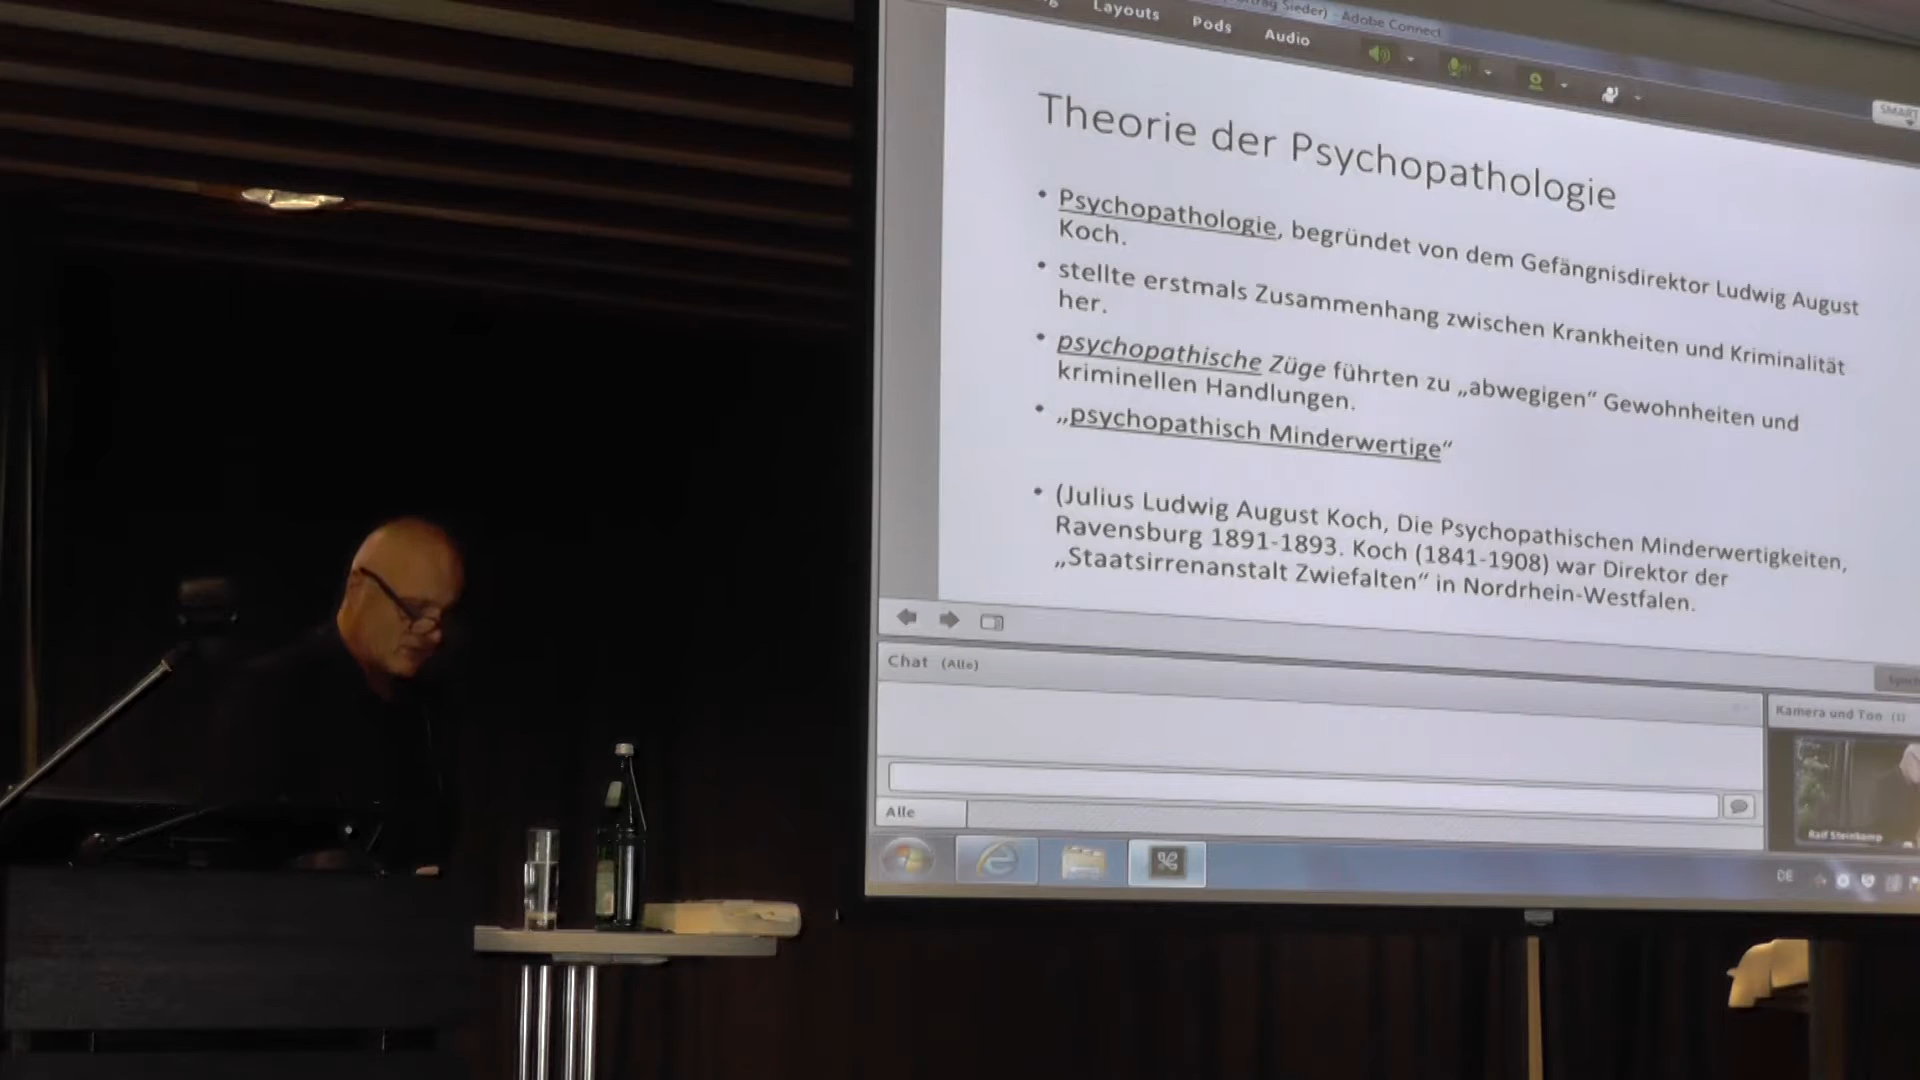 Sieder) - Adobe Connect
Layouts Pods Audio
SMART
Theorie der Psychopathologie
• Psychopathologie, begründet von dem Gefängnisdirektor Ludwig August
Koch.
• stellte erstmals Zusammenhang zwischen Krankheiten und Kriminalität
her.
• psychopathische Züge führten zu „abwegigen“ Gewohnheiten und
kriminellen Handlungen.
• „psychopathisch Minderwertige“
• (Julius Ludwig August Koch, Die Psychopathischen Minderwertigkeiten,
Ravensburg 1891-1893. Koch (1841-1908) war Direktor der
„Staatsirrenanstalt Zwiefalten“ in Nordrhein-Westfalen.
Chat (Alle)
Kamera und Ton (1)
Alle
Ralf Steinkamp
DE